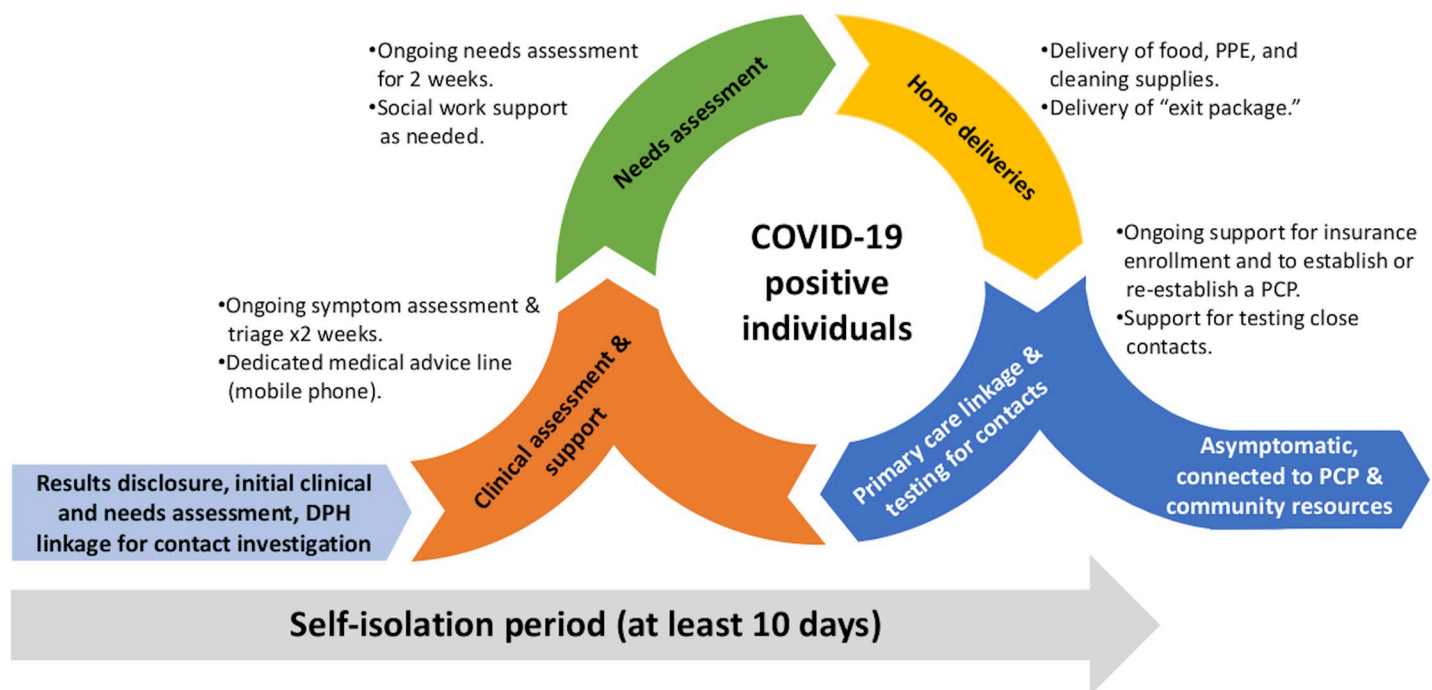 •Ongoing needs assessment
for 2 weeks.
•Social work support
as needed.
Needs assessment
Home deliveries
•Delivery of food, PPE, and
cleaning supplies.
•Delivery of “exit package.”
COVID-19
positive
individuals
•Ongoing symptom assessment &
triage x2 weeks.
•Dedicated medical advice line
(mobile phone).
Clinical assessment &
support
•Ongoing support for insurance
enrollment and to establish or
re-establish a PCP.
•Support for testing close
contacts.
Primary care linkage &
testing for contacts
Results disclosure, initial clinical
and needs assessment, DPH
linkage for contact investigation
Asymptomatic,
connected to PCP &
community resources
Self-isolation period (at least 10 days)